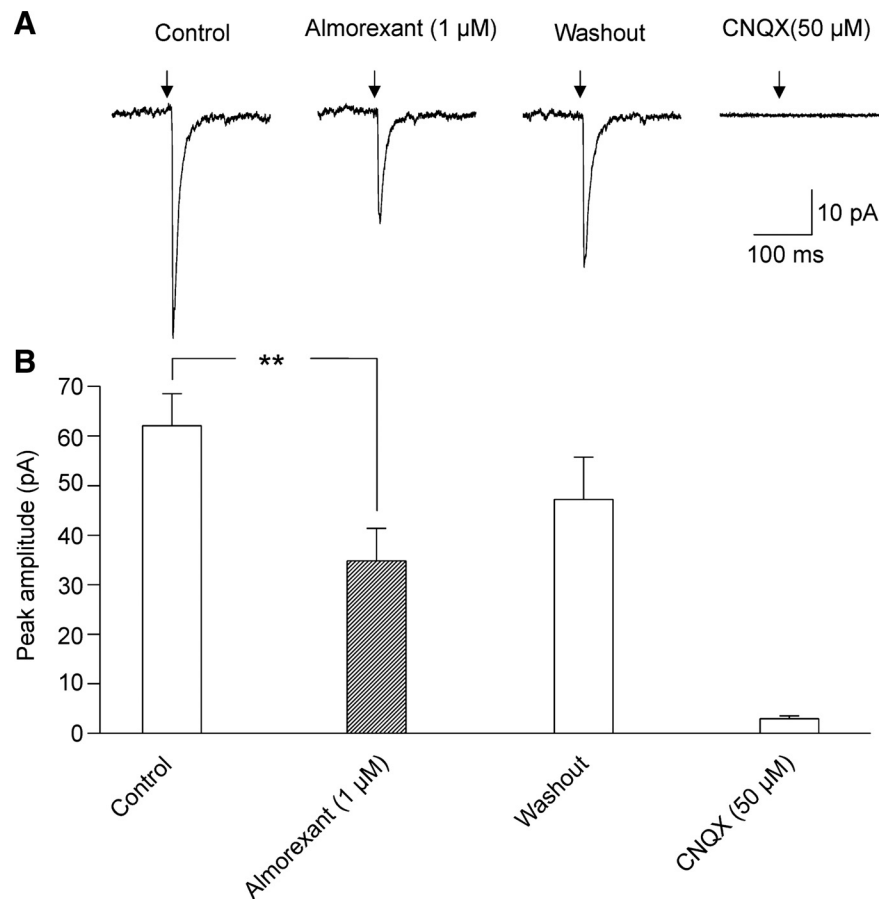 A
Control
Almorexant (1 µM)
Washout
CNQX(50 µM)
10 pA
100 ms
B
**
Peak amplitude (pA)
70
60
50
40
30
20
10
0
Control
Almorexant (1 µM)
Washout
CNQX (50 µM)